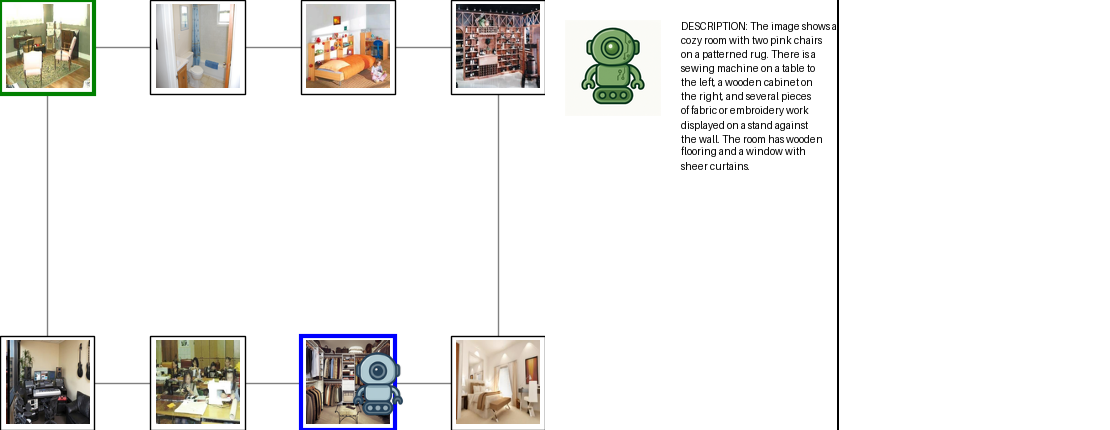 DESCRIPTION: The image shows a
cozy room with two pink chairs
on a patterned rug. There is a
sewing machine on a table to
the left, a wooden cabinet on
the right, and several pieces
of fabric or embroidery work
displayed on a stand against
the wall. The room has wooden
flooring and a window with
sheer curtains.